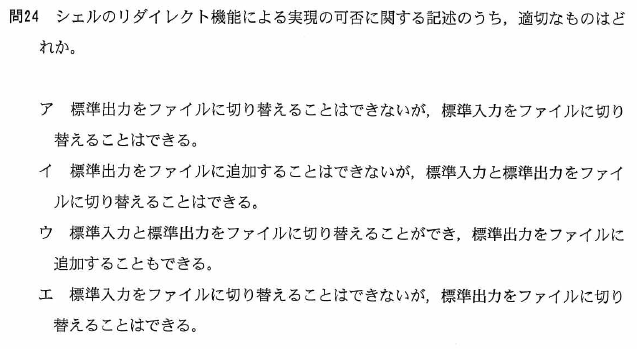 問24　シェルのリダイレクト機能による実現の可否に関する記述のうち，適切なものはど
れか。
ア　標準出力をファイルに切り替えることはできないが，標準入力をファイルに切り
替えることはできる。
イ　標準出力をファイルに追加することはできないが，標準入力と標準出力をファイ
ルに切り替えることはできる。
ウ　標準入力と標準出力をファイルに切り替えることができ，標準出力をファイルに
追加することもできる。
エ　標準入力をファイルに切り替えることはできないが，標準出力をファイルに切り
替えることはできる。